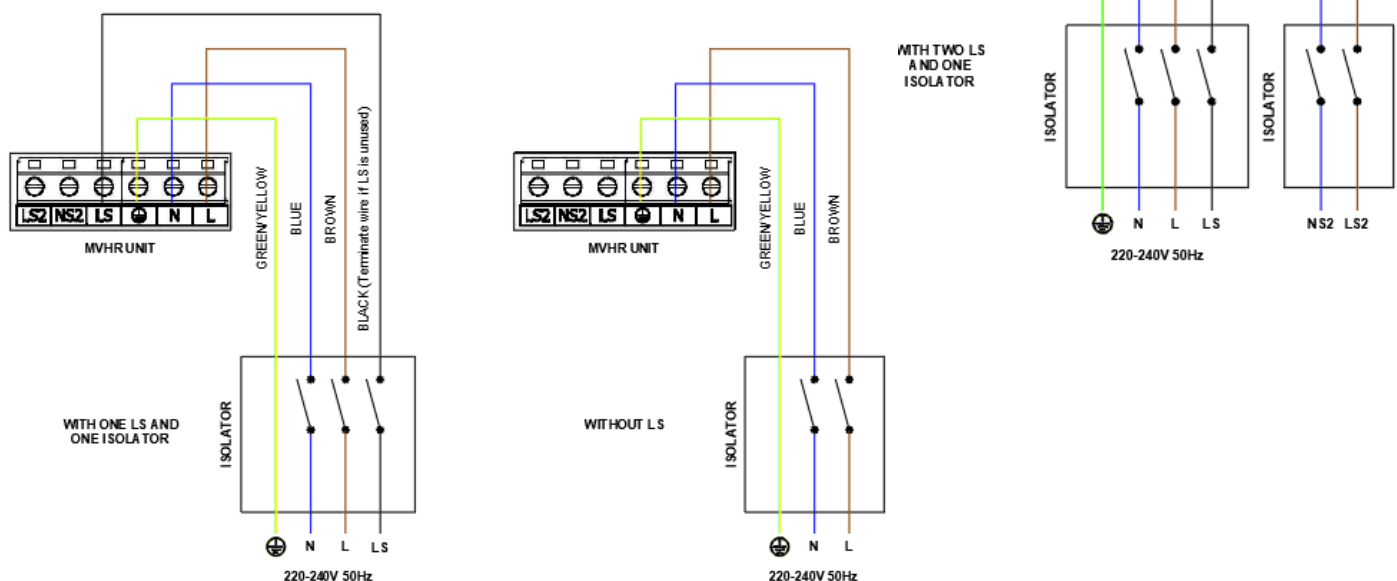 LS2 NS2 LS N L
MVHR UNIT
GREEN/YELLOW
BLUE
BROWN
BLACK (Terminate wire if LS is unused)
WITH ONE LS AND
ONE ISOLATOR
ISOLATOR
N L LS
220-240V 50Hz
LS2 NS2 LS N L
MVHR UNIT
GREEN/YELLOW
BLUE
BROWN
WITHOUT LS
ISOLATOR
N L
220-240V 50Hz
WITH TWO LS
AND ONE
ISOLATOR
ISOLATOR
N L LS
220-240V 50Hz
ISOLATOR
NS2 LS2